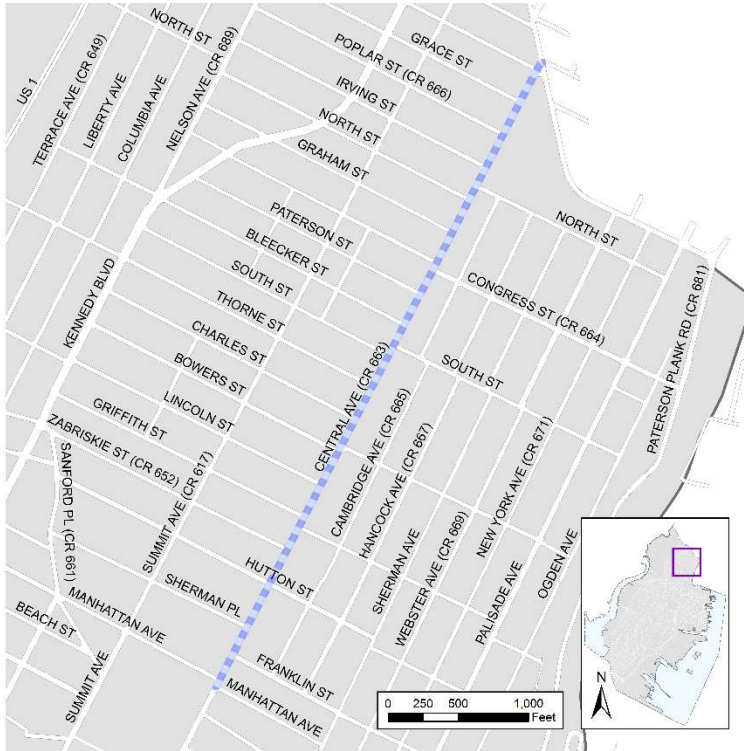 NORTH ST
GRACE ST
POPLAR ST (CR 666)
IRVING ST
NORTH ST
GRAHAM ST
US 1
TERRACE AVE (CR 649)
LIBERTY AVE
COLUMBIA AVE
NELSON AVE (CR 689)
PATERSON ST
BLEECKER ST
SOUTH ST
THORNE ST
CHARLES ST
BOWERS ST
LINCOLN ST
GRIFFITH ST
ZABRISKIE ST (CR 652)
KENNEDY BLVD
NORTH ST
CONGRESS ST (CR 664)
PATERSON PLANK RD (CR 681)
SOUTH ST
CENTRAL AVE (CR 663)
CAMBRIDGE AVE (CR 665)
HANCOCK AVE (CR 667)
SHERMAN AVE
WEBSTER AVE (CR 669)
NEW YORK AVE (CR 671)
PALISADE AVE
OGDEN AVE
SANFORD PL (CR 661)
SUMMIT AVE (CR 617)
HUTTON ST
SHERMAN PL
MANHATTAN AVE
BEACH ST
SUMMIT AVE
FRANKLIN ST
MANHATTAN AVE
0 250 500 1,000
Feet
N